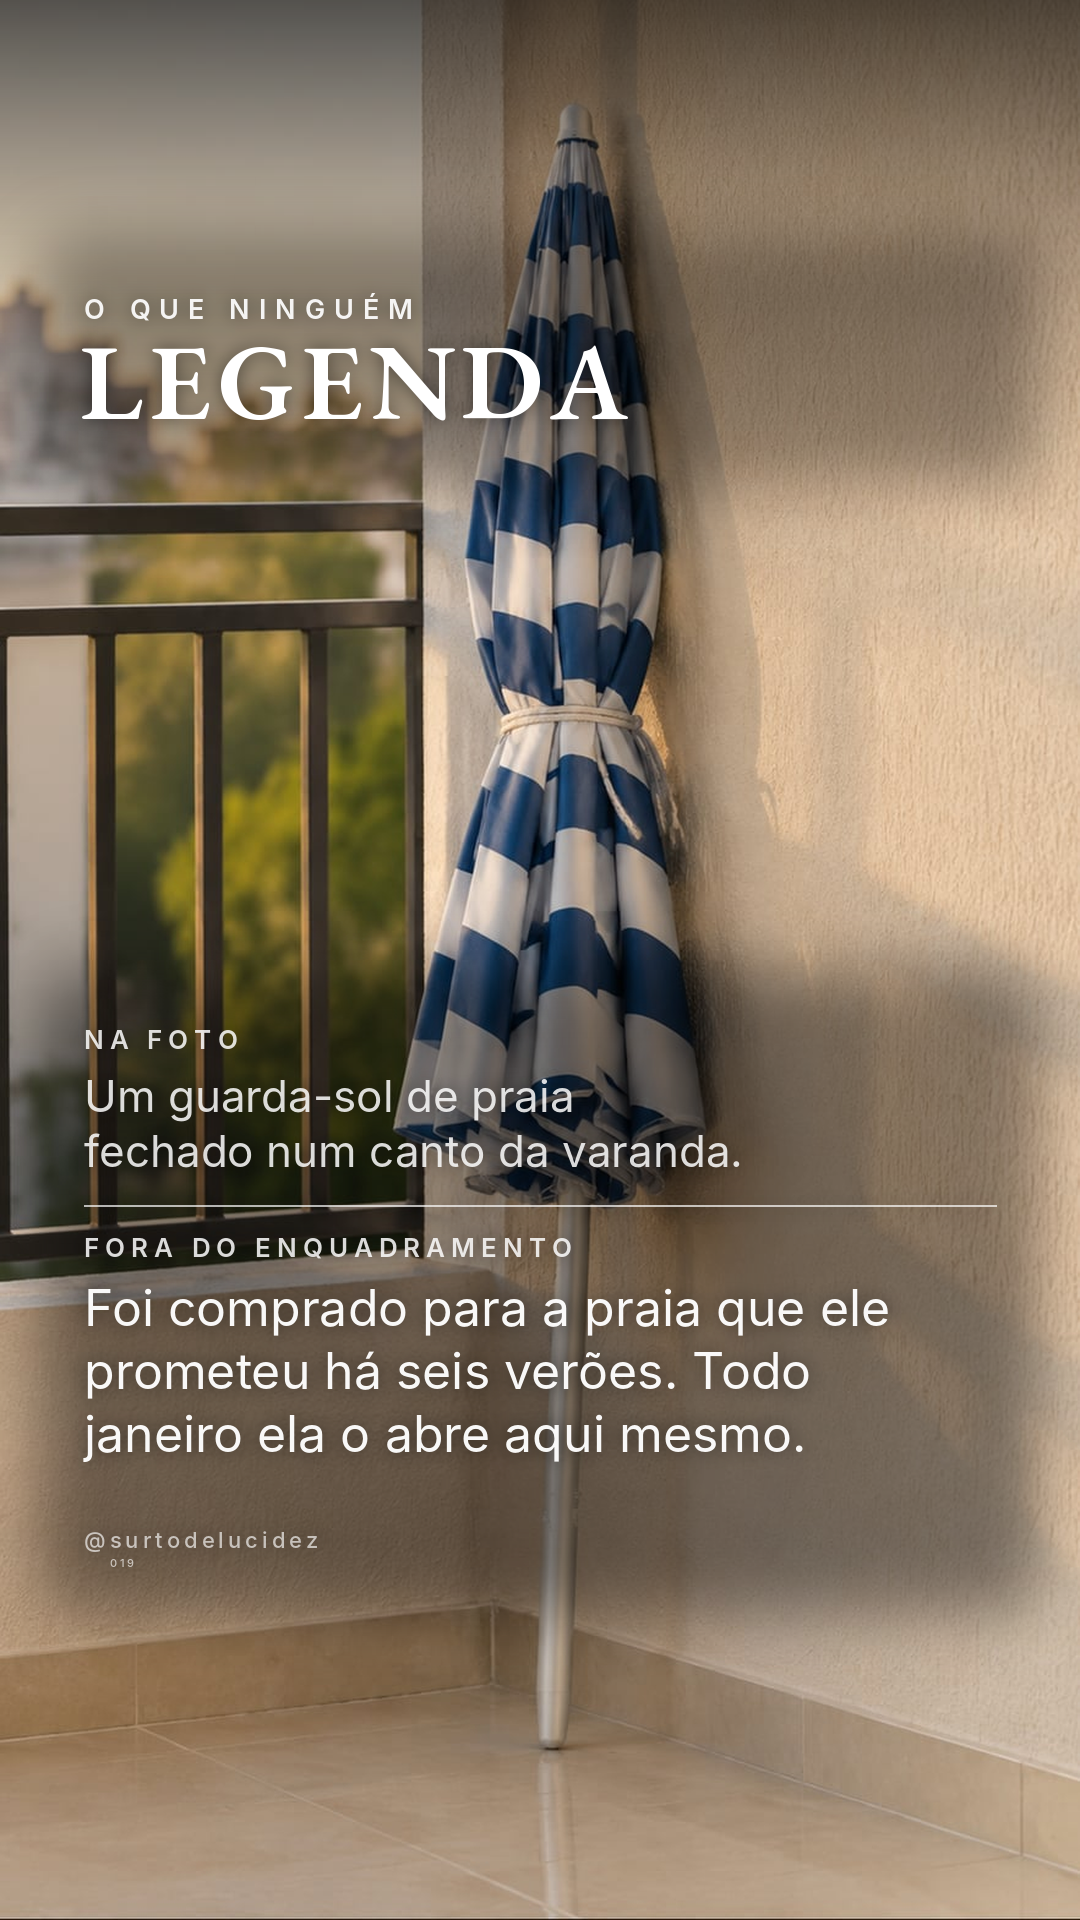 O QUE NINGUÉM
LEGENDA
NA FOTO
Um guarda-sol de praia
fechado num canto da varanda.
FORA DO ENQUADRAMENTO
Foi comprado para a praia que ele
prometeu há seis verões. Todo
janeiro ela o abre aqui mesmo.
@surtodelucidez
019